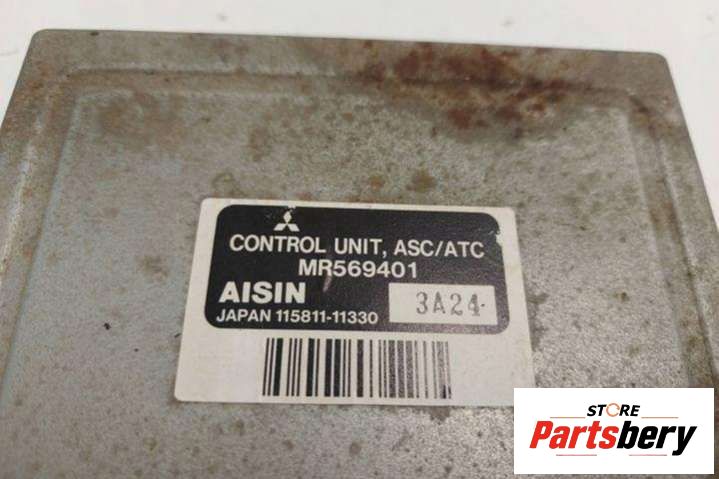 CONTROL UNIT, ASC/ATC
MR569401
AISIN 3A24-
JAPAN 115811-11330
STORE
Partsbery